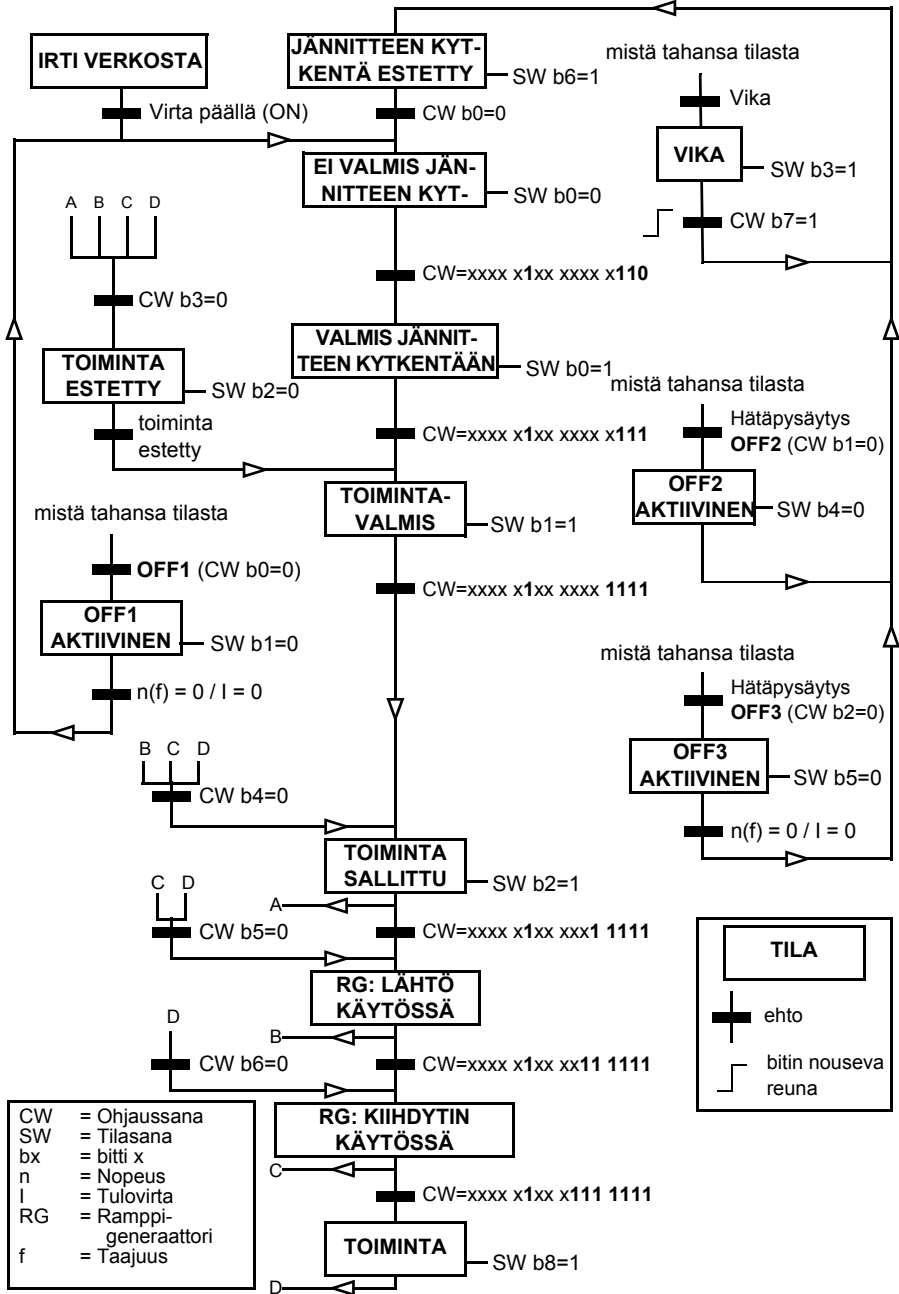 JÄNNITTEEN KYT-
KENTÄ ESTETTY
SW b6=1
CW b0=0
IRTI VERKOSTA
Virta päällä (ON)
mistä tahansa tilasta
Vika
VIKA
SW b3=1
CW b7=1
EI VALMIS JÄN-
NITTEEN KYT-
SW b0=0
A B C D
CW b3=0
CW=xxxx x1xx xxxx x110
TOIMINTA
ESTETTY
SW b2=0
toiminta
estetty
VALMIS JÄNNIT-
TEEN KYTKENTÄÄN
SW b0=1
CW=xxxx x1xx xxxx x111
mistä tahansa tilasta
Hätäpysäytys
OFF2 (CW b1=0)
OFF2
AKTIIVINEN
SW b4=0
TOIMINTA-
VALMIS
SW b1=1
CW=xxxx x1xx xxxx 1111
mistä tahansa tilasta
OFF1 (CW b0=0)
OFF1
AKTIIVINEN
SW b1=0
n(f) = 0 / I = 0
mistä tahansa tilasta
Hätäpysäytys
OFF3 (CW b2=0)
OFF3
AKTIIVINEN
SW b5=0
n(f) = 0 / I = 0
B C D
CW b4=0
TOIMINTA
SALLITTU
SW b2=1
A
C D
CW b5=0
CW=xxxx x1xx xxx1 1111
RG: LÄHTÖ
KÄYTÖSSÄ
B
D
CW b6=0
CW=xxxx x1xx xx11 1111
RG: KIIHDYTIN
KÄYTÖSSÄ
C
CW=xxxx x1xx x111 1111
TOIMINTA
SW b8=1
D
TILA
ehto
bitin nouseva
reuna
CW = Ohjaussana
SW = Tilasana
bx = bitti x
n = Nopeus
I = Tulovirta
RG = Ramppi-
generaattori
f = Taajuus